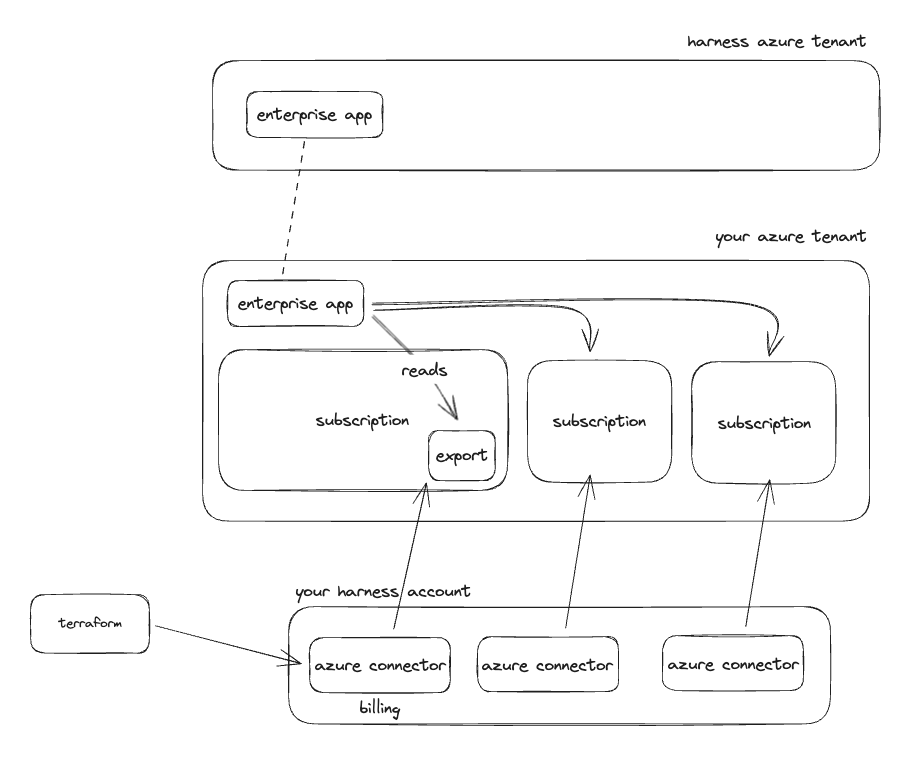 harness azure tenant
enterprise app
your azure tenant
enterprise app
reads
subscription
export
subscription
subscription
your harness account
terraform
azure connector
billing
azure connector
azure connector